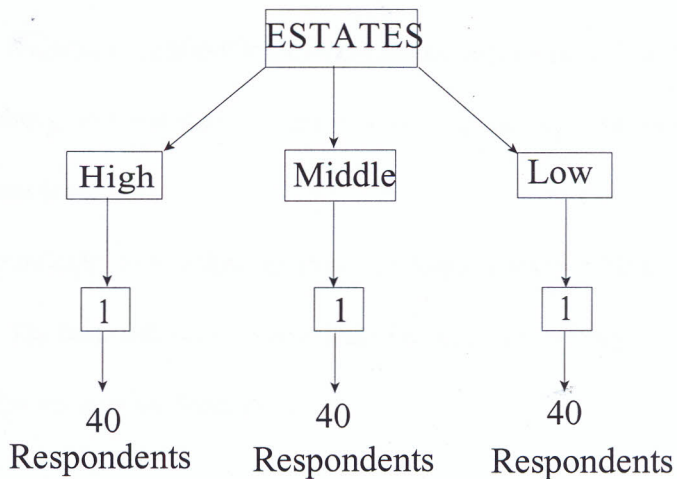 ESTATES
High Middle Low
1 1 1
40 40 40
Respondents Respondents Respondents